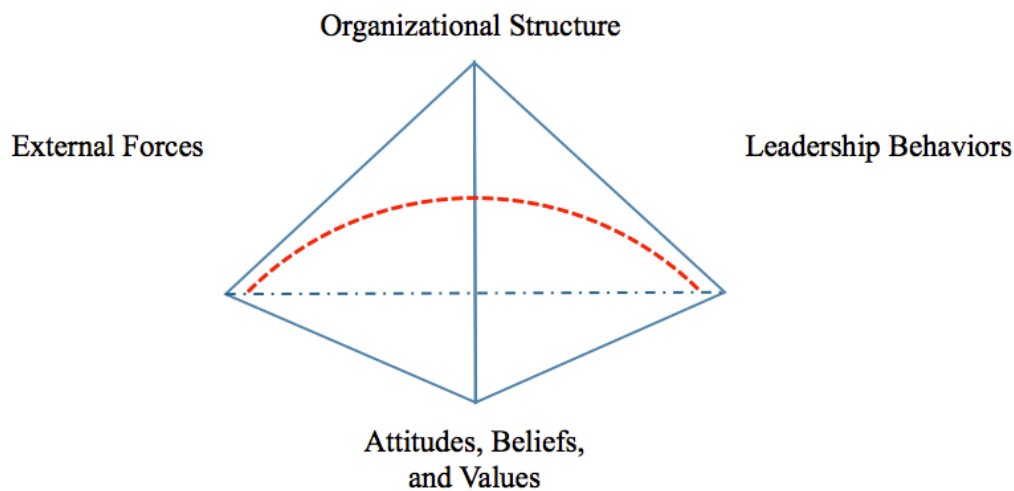 Organizational Structure
External Forces
Leadership Behaviors
Attitudes, Beliefs,
and Values